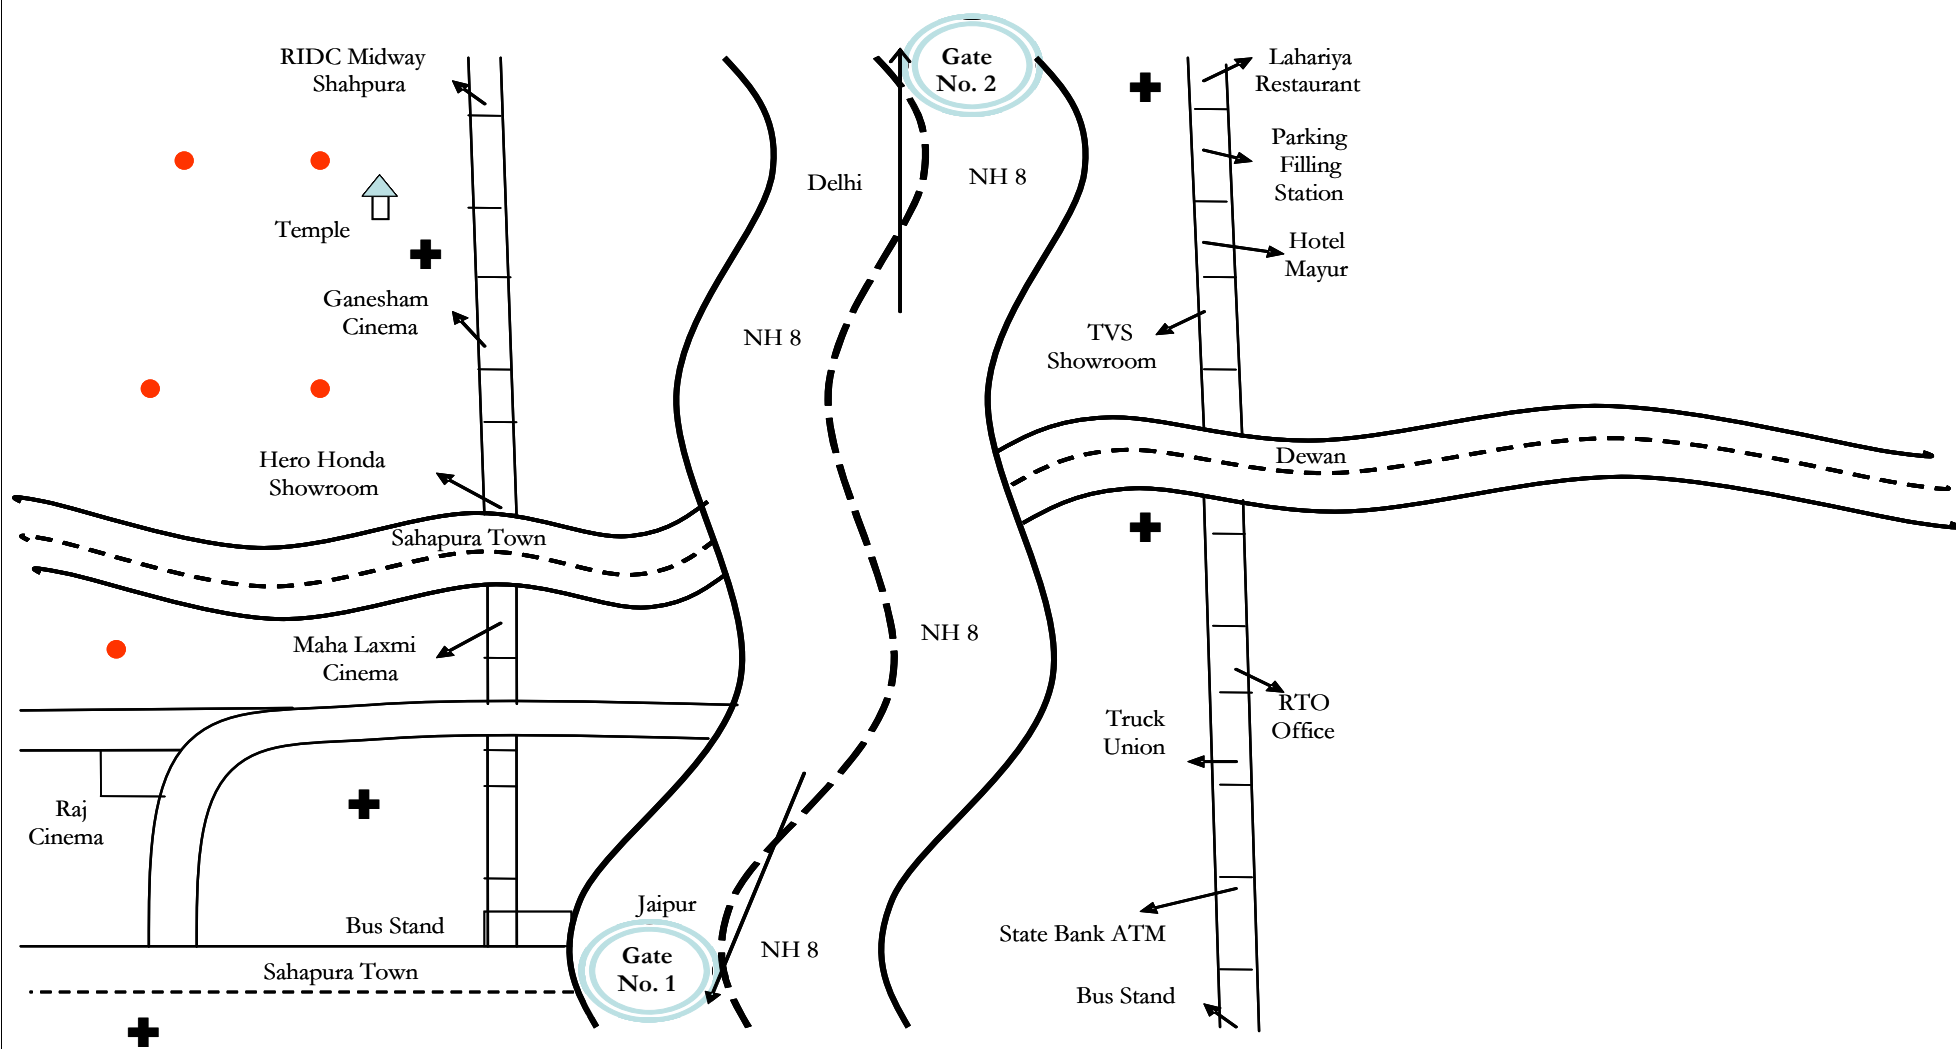 RIDC Midway
Shahpura
Gate
No. 2
Lahariya
Restaurant
Parking
Filling
Station
Delhi
NH 8
Temple
Hotel
Mayur
Ganesham
Cinema
NH 8
TVS
Showroom
Hero Honda
Showroom
Dewan
Sahapura Town
Maha Laxmi
Cinema
NH 8
RTO
Office
Truck
Union
Raj
Cinema
Jaipur
Bus Stand
State Bank ATM
Gate
No. 1
NH 8
Sahapura Town
Bus Stand